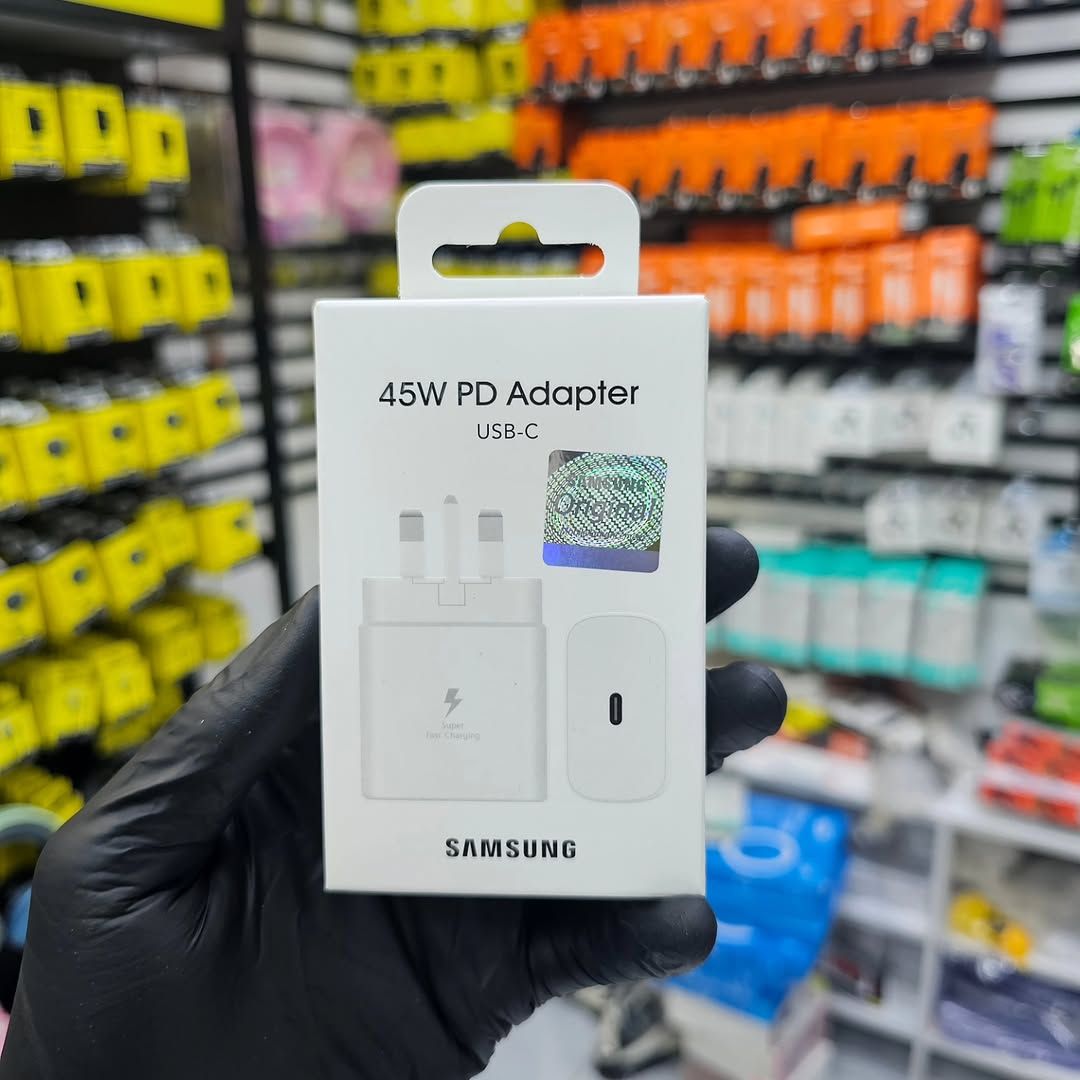 45W PD Adapter
USB-C
SAMSUNG
Original
Super
Fast Charging
SAMSUNG